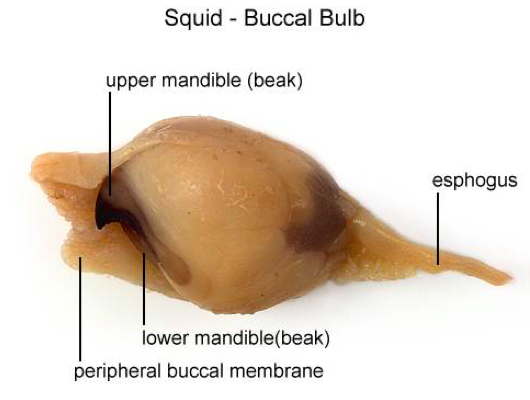 Squid - Buccal Bulb
upper mandible (beak)
esphogus
lower mandible(beak)
peripheral buccal membrane